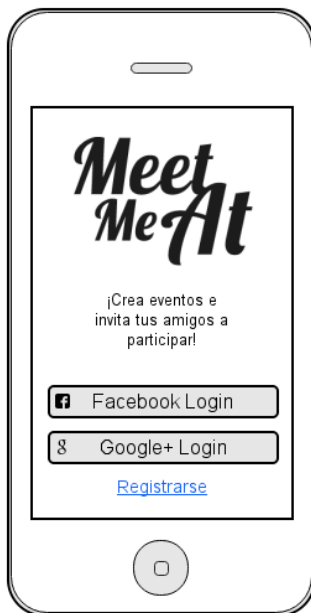 Meet
Me At
¡Crea eventos e
invita tus amigos a
participar!
Facebook Login
Google+ Login
Registrarse